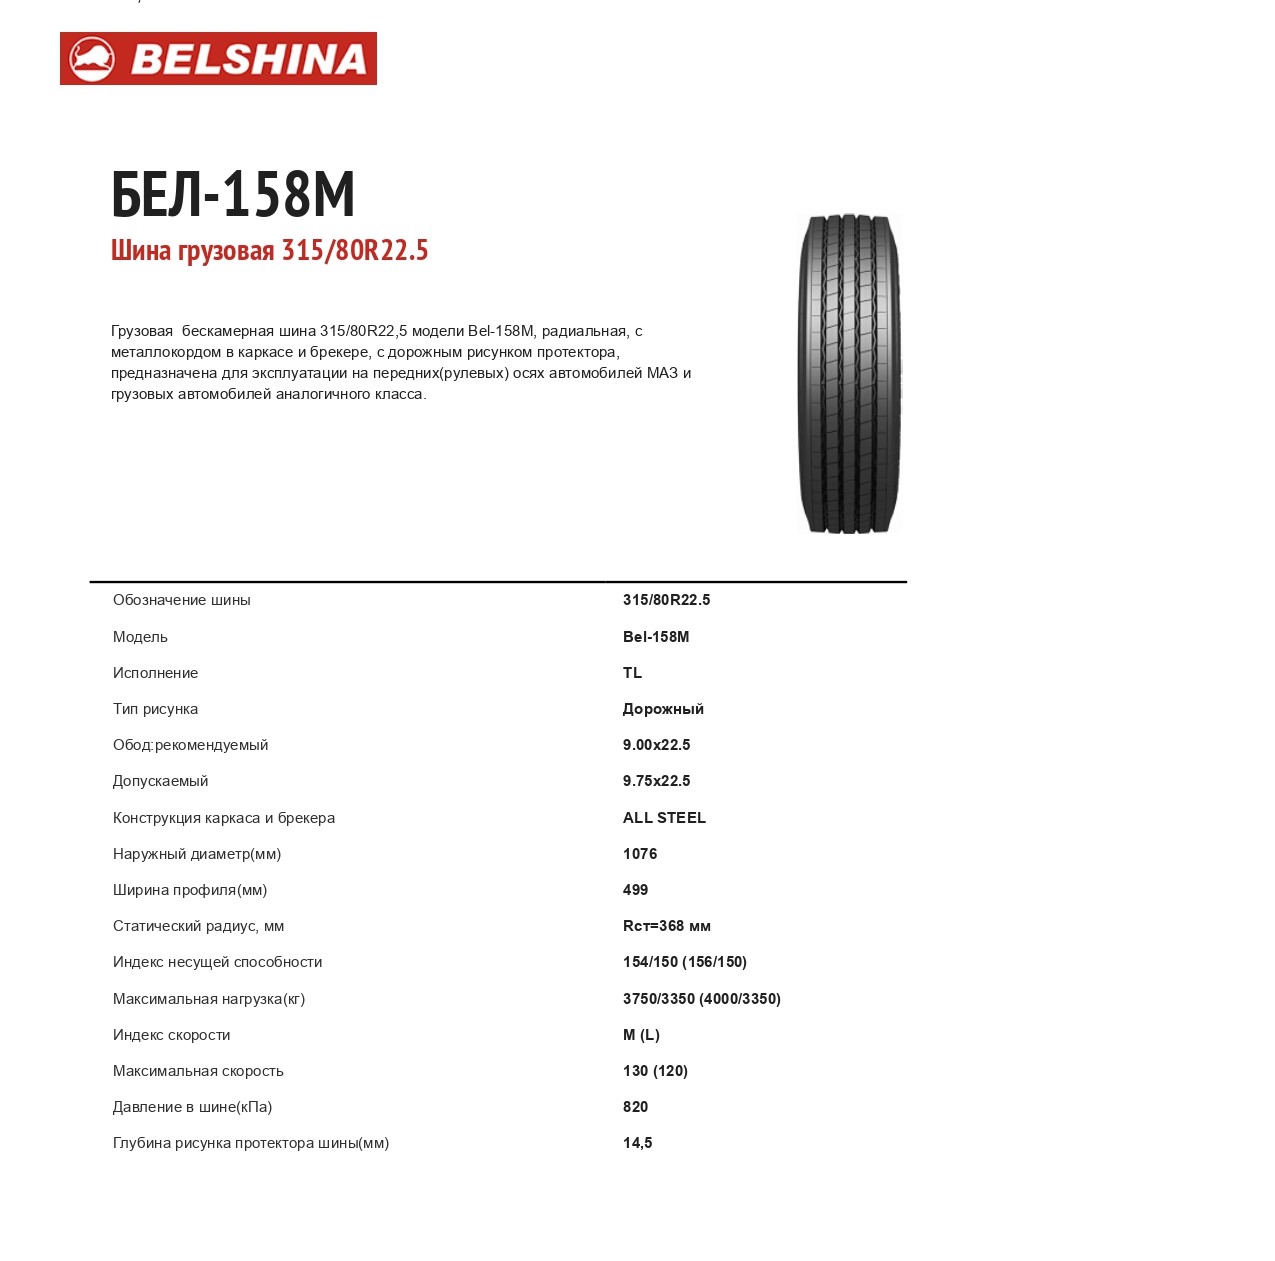 BELSHINA
БЕЛ-158М
Шина грузовая 315/80R22.5
Грузовая  бескамерная шина 315/80R22,5 модели Bel-158M, радиальная, с
металлокордом в каркасе и брекере, с дорожным рисунком протектора,
предназначена для эксплуатации на передних(рулевых) осях автомобилей МАЗ и
грузовых автомобилей аналогичного класса.
Обозначение шины 315/80R22.5
Модель Bel-158M
Исполнение TL
Тип рисунка Дорожный
Обод:рекомендуемый 9.00x22.5
Допускаемый 9.75x22.5
Конструкция каркаса и брекера ALL STEEL
Наружный диаметр(мм) 1076
Ширина профиля(мм) 499
Статический радиус, мм Rст=368 мм
Индекс несущей способности 154/150 (156/150)
Максимальная нагрузка(кг) 3750/3350 (4000/3350)
Индекс скорости M (L)
Максимальная скорость 130 (120)
Давление в шине(кПа) 820
Глубина рисунка протектора шины(мм) 14,5